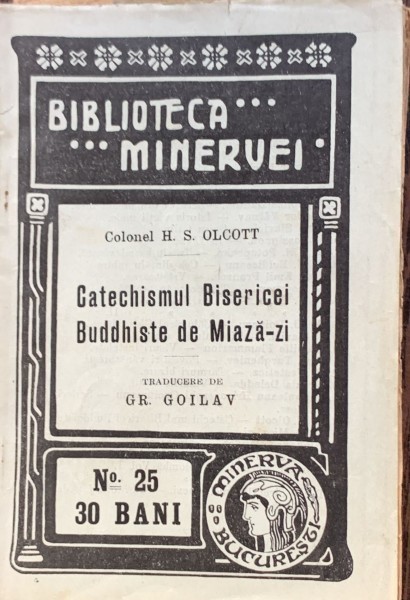 BIBLIOTECA
MINERVEI
Colonel H. S. OLCOTT
Catechismul Bisericei
Buddhiste de Miază-zi
TRADUCERE DE
GR. GOILAV
No. 25
30 BANI
MINERVA
BUCUREȘTI